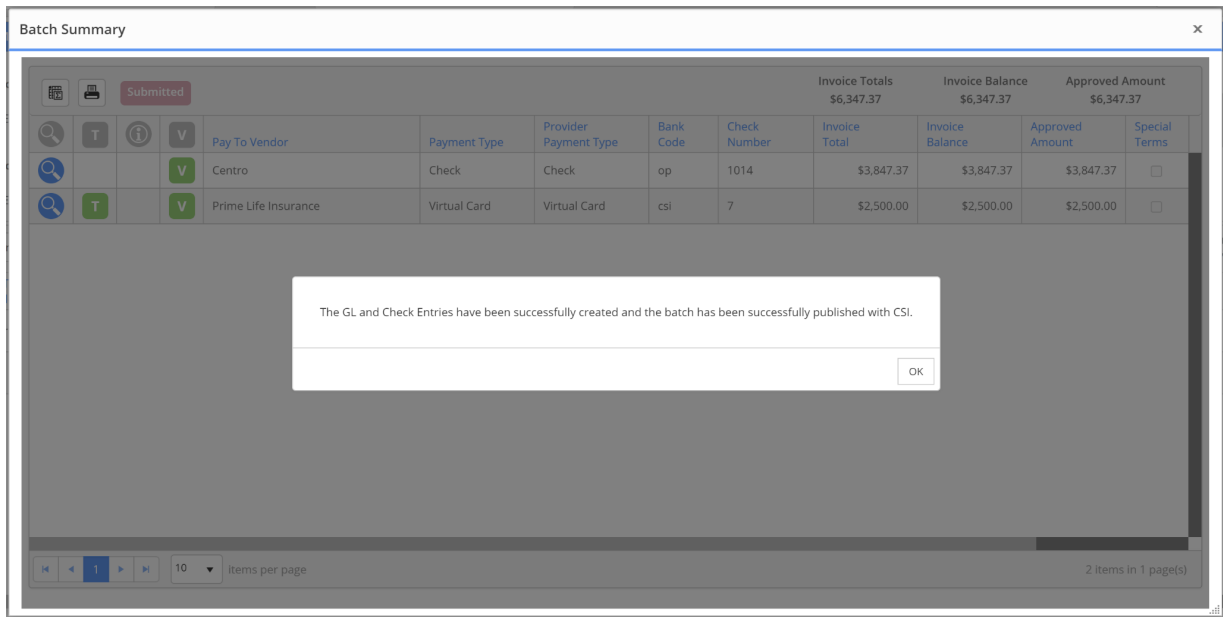 Batch Summary
x
Submitted
Invoice Totals
$6,347.37
Invoice Balance
$6,347.37
Approved Amount
$6,347.37
T
V
Pay To Vendor
Payment Type
Provider
Payment Type
Bank
Code
Check
Number
Invoice
Total
Invoice
Balance
Approved
Amount
Special
Terms
V Centro Check Check op 1014 $3,847.37 $3,847.37 $3,847.37
T V Prime Life Insurance Virtual Card Virtual Card csi 7 $2,500.00 $2,500.00 $2,500.00
The GL and Check Entries have been successfully created and the batch has been successfully published with CSI.
OK
1 10 items per page 2 items in 1 page(s)